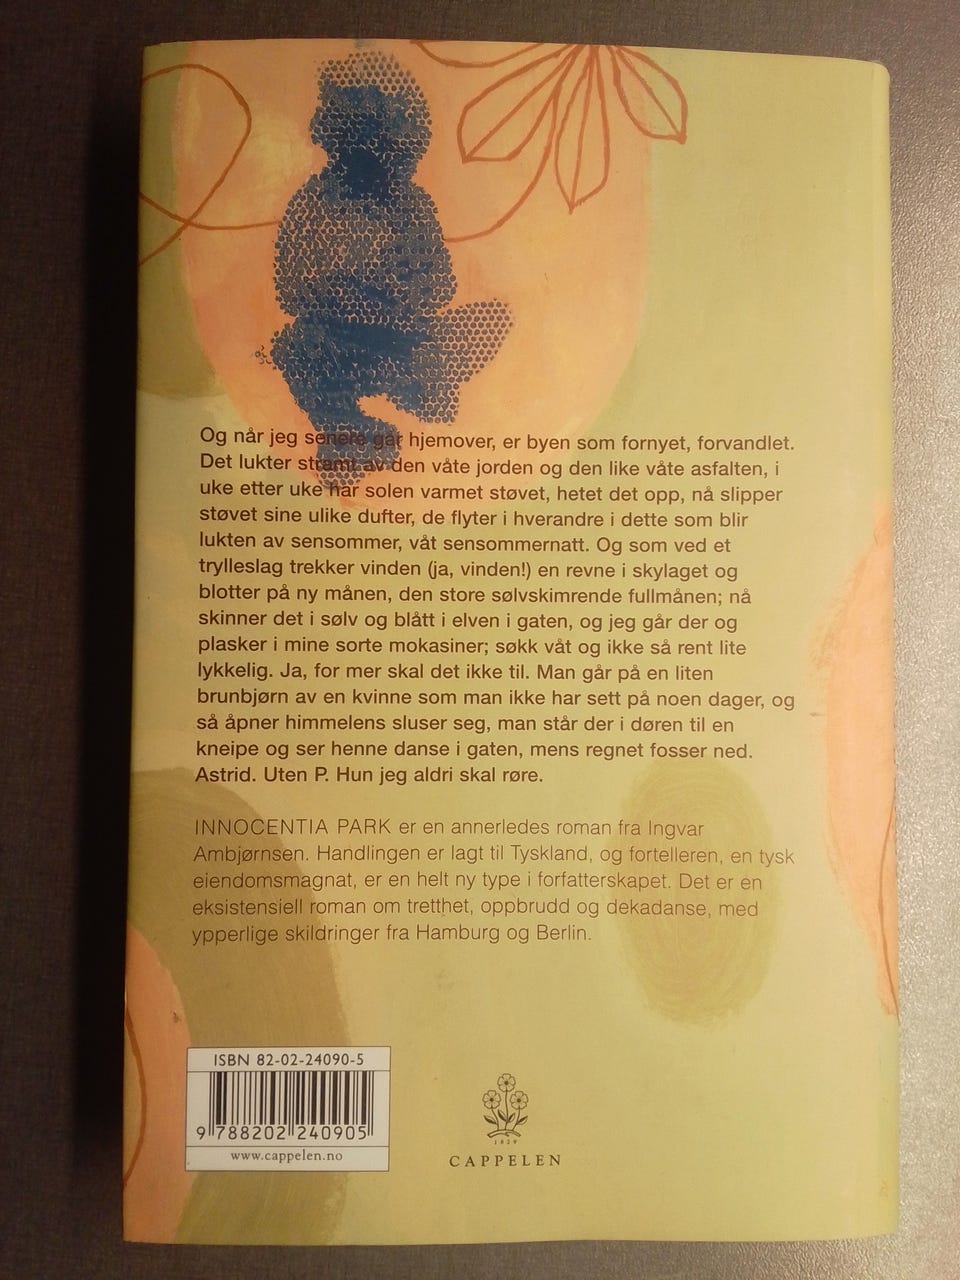 Og når jeg senere går hjemover, er byen som fornyet, forvandlet.
Det lukter stramt av den våte jorden og den like våte asfalten, i
uke etter uke har solen varmet støvet, hetet det opp, nå slipper
støvet sine ulike dufter, de flyter i hverandre i dette som blir
lukten av sensommer, våt sensommernatt. Og som ved et
trylleslag trekker vinden (ja, vinden!) en revne i skylaget og
blotter på ny månen, den store sølvskimrende fullmånen; nå
skinner det i sølv og blått i elven i gaten, og jeg går der og
plasker i mine sorte mokasiner; søkk våt og ikke så rent lite
lykkelig. Ja, for mer skal det ikke til. Man går på en liten
brunbjørn av en kvinne som man ikke har sett på noen dager, og
så åpner himmelens sluser seg, man står der i døren til en
kneipe og ser henne danse i gaten, mens regnet fosser ned.
Astrid. Uten P. Hun jeg aldri skal røre.
INNOCENTIA PARK er en annerledes roman fra Ingvar
Ambjørnsen. Handlingen er lagt til Tyskland, og fortelleren, en tysk
eiendomsmagnat, er en helt ny type i forfatterskapet. Det er en
eksistensiell roman om tretthet, oppbrudd og dekadanse, med
ypperlige skildringer fra Hamburg og Berlin.
ISBN 82-02-24090-5
9 788202 240905
www.cappelen.no
1829
CAPPELEN